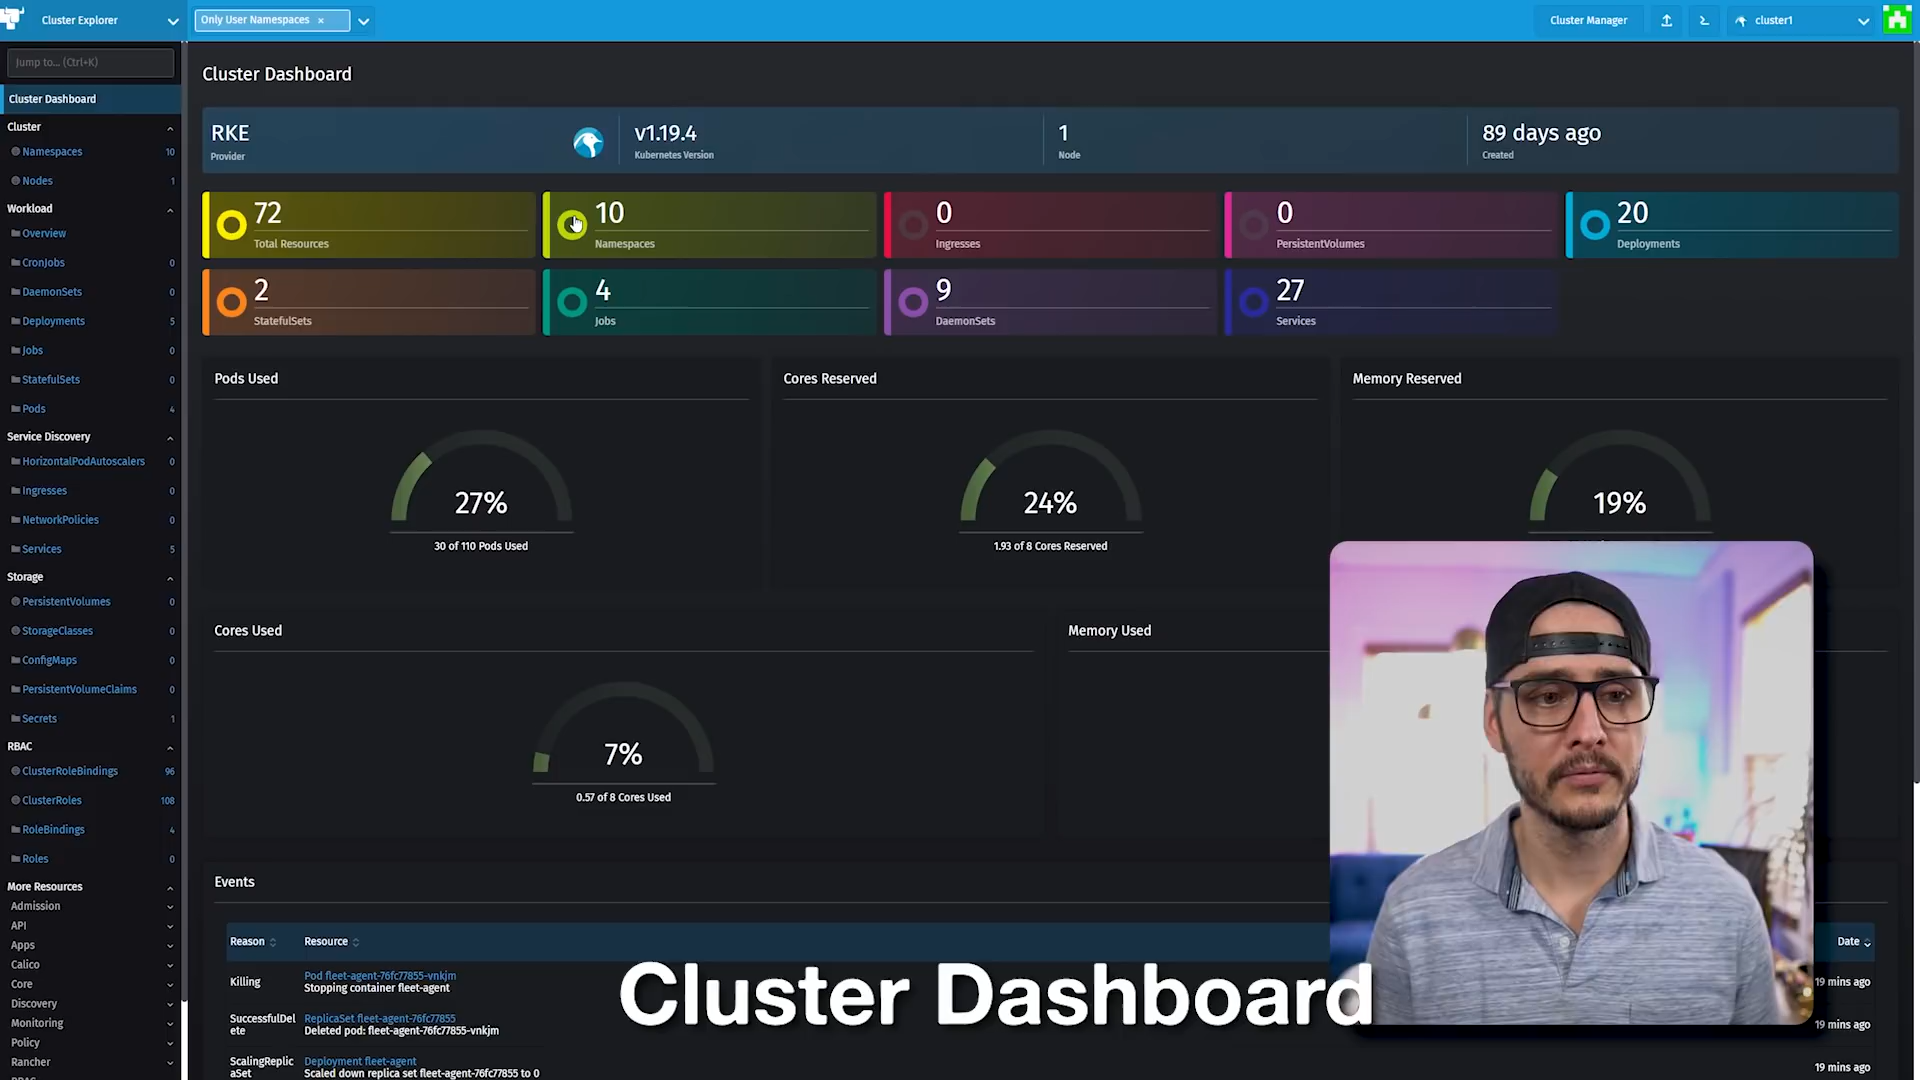 Cluster Explorer
Only User Namespaces ×
Cluster Manager
cluster1
Jump to... (Ctrl+K)
Cluster Dashboard
Cluster
Namespaces 10
Nodes 1
Workload
Overview
CronJobs 0
DaemonSets 0
Deployments 5
Jobs 0
StatefulSets 0
Pods 4
Service Discovery
HorizontalPodAutoscalers 0
Ingresses 0
NetworkPolicies 0
Services 5
Storage
PersistentVolumes 0
StorageClasses 0
ConfigMaps 0
PersistentVolumeClaims 0
Secrets 1
RBAC
ClusterRoleBindings 96
ClusterRoles 108
RoleBindings 4
Roles 0
More Resources
Admission
API
Apps
Calico
Core
Discovery
Monitoring
Policy
Rancher
Cluster Dashboard
RKE
Provider
v1.19.4
Kubernetes Version
1
Node
89 days ago
Created
72
Total Resources
10
Namespaces
0
Ingresses
0
PersistentVolumes
20
Deployments
2
StatefulSets
4
Jobs
9
DaemonSets
27
Services
Pods Used
27%
30 of 110 Pods Used
Cores Reserved
24%
1.93 of 8 Cores Reserved
Memory Reserved
19%
Cores Used
7%
0.57 of 8 Cores Used
Memory Used
Events
Reason Resource Date
Killing
Pod fleet-agent-76fc77855-vnkjm
Stopping container fleet-agent
19 mins ago
SuccessfulDel
ete
ReplicaSet fleet-agent-76fc77855
Deleted pod: fleet-agent-76fc77855-vnkjm
19 mins ago
ScalingReplic
aSet
Deployment fleet-agent
Scaled down replica set fleet-agent-76fc77855 to 0
19 mins ago
Cluster Dashboard